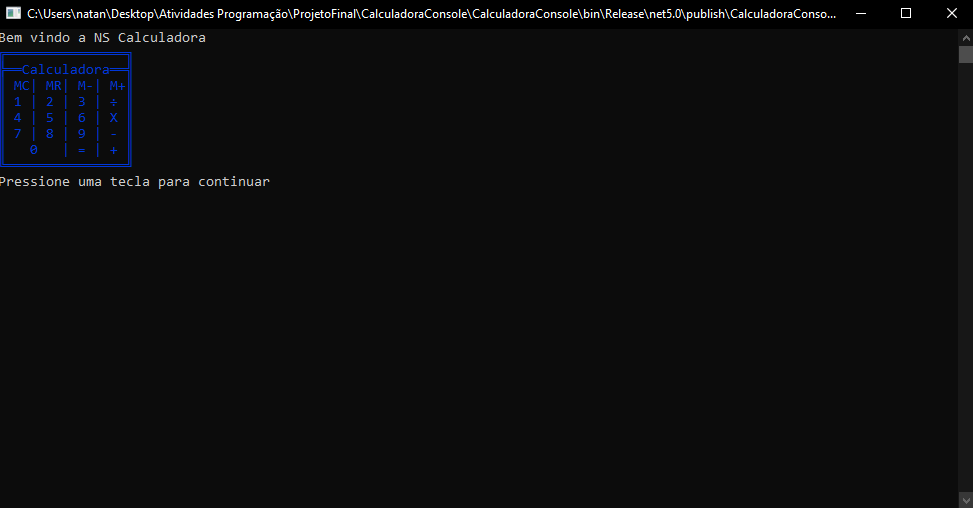 C:\Users\natan\Desktop\Atividades Programação\ProjetoFinal\CalculadoraConsole\CalculadoraConsole\bin\Release\net5.0\publish\CalculadoraConso...
Bem vindo a NS Calculadora
Calculadora
MC| MR| M-| M+
1 | 2 | 3 | ÷
4 | 5 | 6 | X
7 | 8 | 9 | -
0 | = | +
Pressione uma tecla para continuar